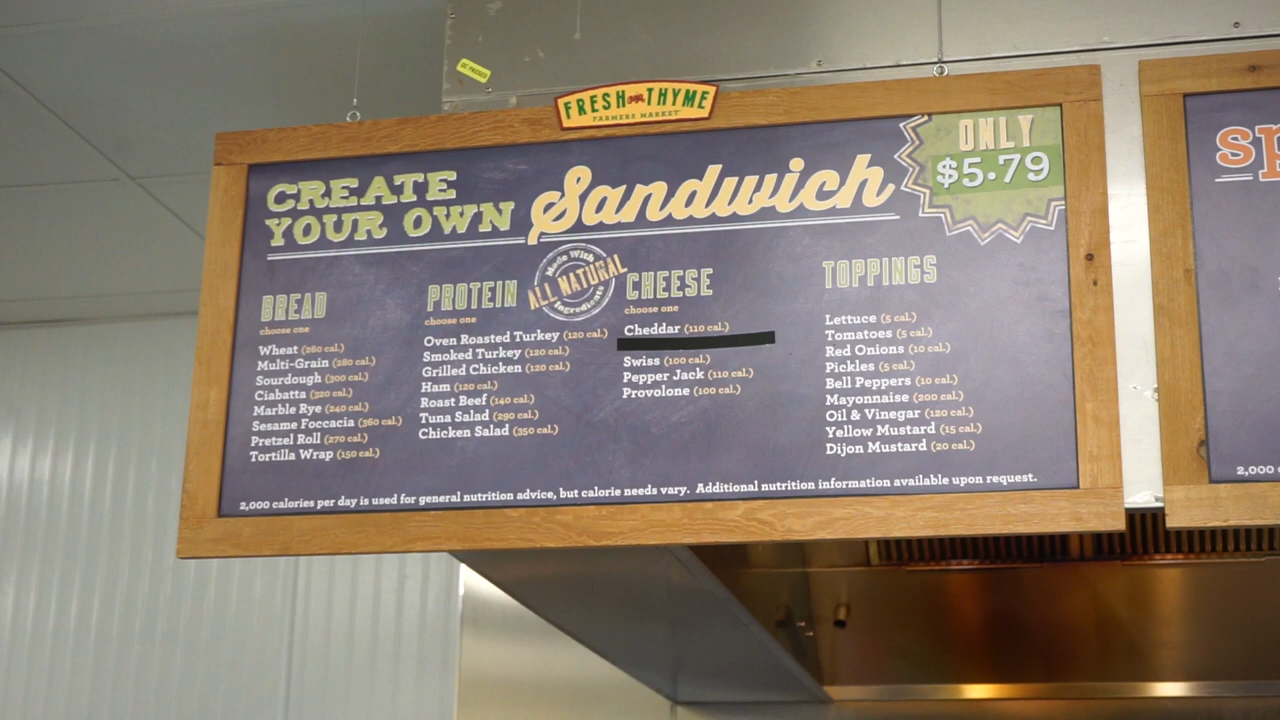 QC PASSED
FRESH THYME
FARMERS MARKET
CREATE
YOUR OWN Sandwich
ONLY
$5.79
Made With
ALL NATURAL
Ingredients
BREAD
choose one
Wheat (260 cal.)
Multi-Grain (280 cal.)
Sourdough (300 cal.)
Ciabatta (320 cal.)
Marble Rye (240 cal.)
Sesame Foccacia (360 cal.)
Pretzel Roll (270 cal.)
Tortilla Wrap (150 cal.)
PROTEIN
choose one
Oven Roasted Turkey (120 cal.)
Smoked Turkey (120 cal.)
Grilled Chicken (120 cal.)
Ham (120 cal.)
Roast Beef (140 cal.)
Tuna Salad (290 cal.)
Chicken Salad (350 cal.)
CHEESE
choose one
Cheddar (110 cal.)
Swiss (100 cal.)
Pepper Jack (110 cal.)
Provolone (100 cal.)
TOPPINGS
Lettuce (5 cal.)
Tomatoes (5 cal.)
Red Onions (10 cal.)
Pickles (5 cal.)
Bell Peppers (10 cal.)
Mayonnaise (200 cal.)
Oil & Vinegar (120 cal.)
Yellow Mustard (15 cal.)
Dijon Mustard (20 cal.)
2,000 calories per day is used for general nutrition advice, but calorie needs vary. Additional nutrition information available upon request.
sp
2,000